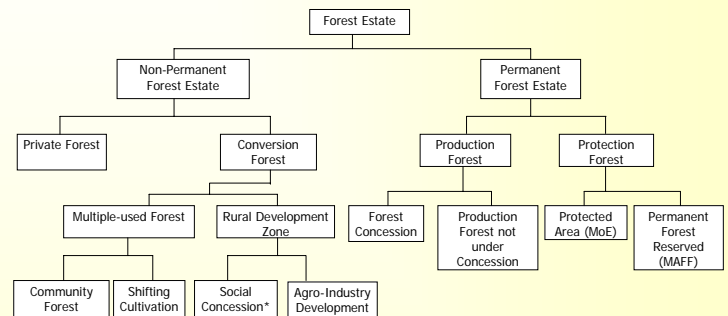 Forest Estate
Non-Permanent
Forest Estate
Permanent
Forest Estate
Private Forest
Conversion
Forest
Production
Forest
Protection
Forest
Multiple-used Forest
Rural Development
Zone
Forest
Concession
Production
Forest not
under
Concession
Protected
Area (MoE)
Permanent
Forest
Reserved
(MAFF)
Community
Forest
Shifting
Cultivation
Social
Concession*
Agro-Industry
Development